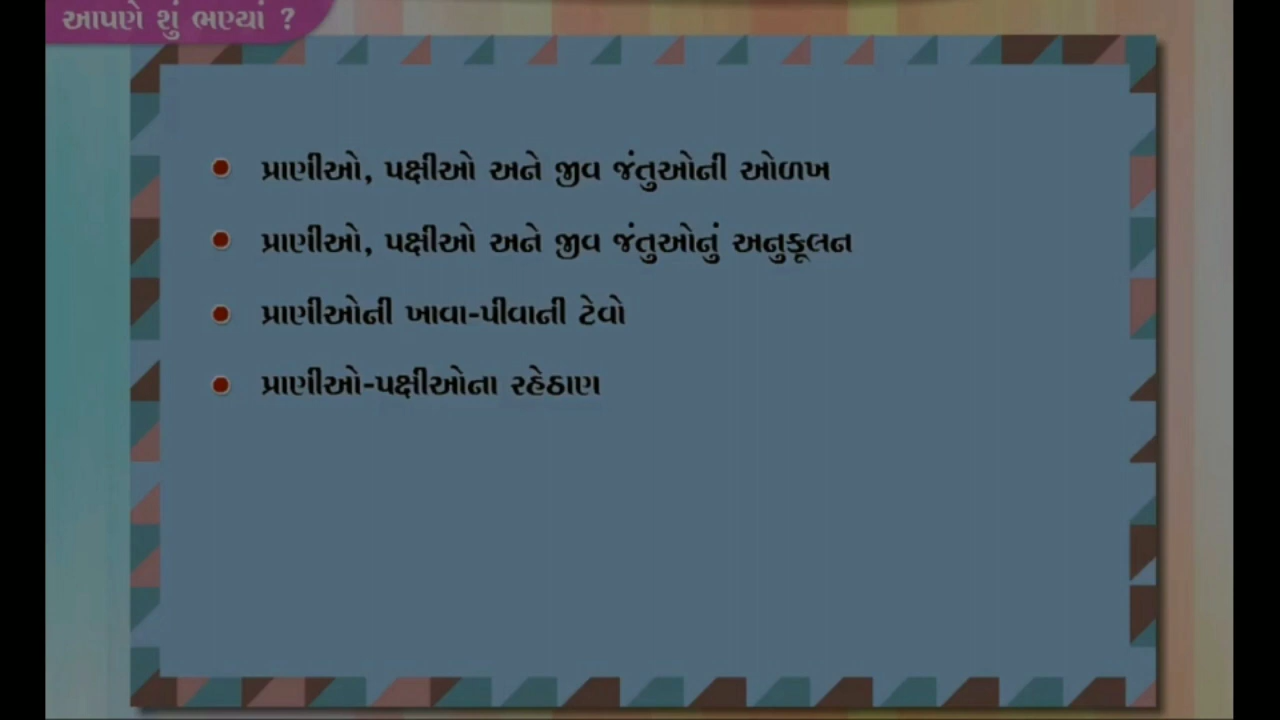 આપણે શું ભણ્યાં ?
પ્રાણીઓ, પક્ષીઓ અને જીવ જંતુઓની ઓળખ
પ્રાણીઓ, પક્ષીઓ અને જીવ જંતુઓનું અનુકૂલન
પ્રાણીઓની ખાવા-પીવાની ટેવો
પ્રાણીઓ-પક્ષીઓના રહેઠાણ